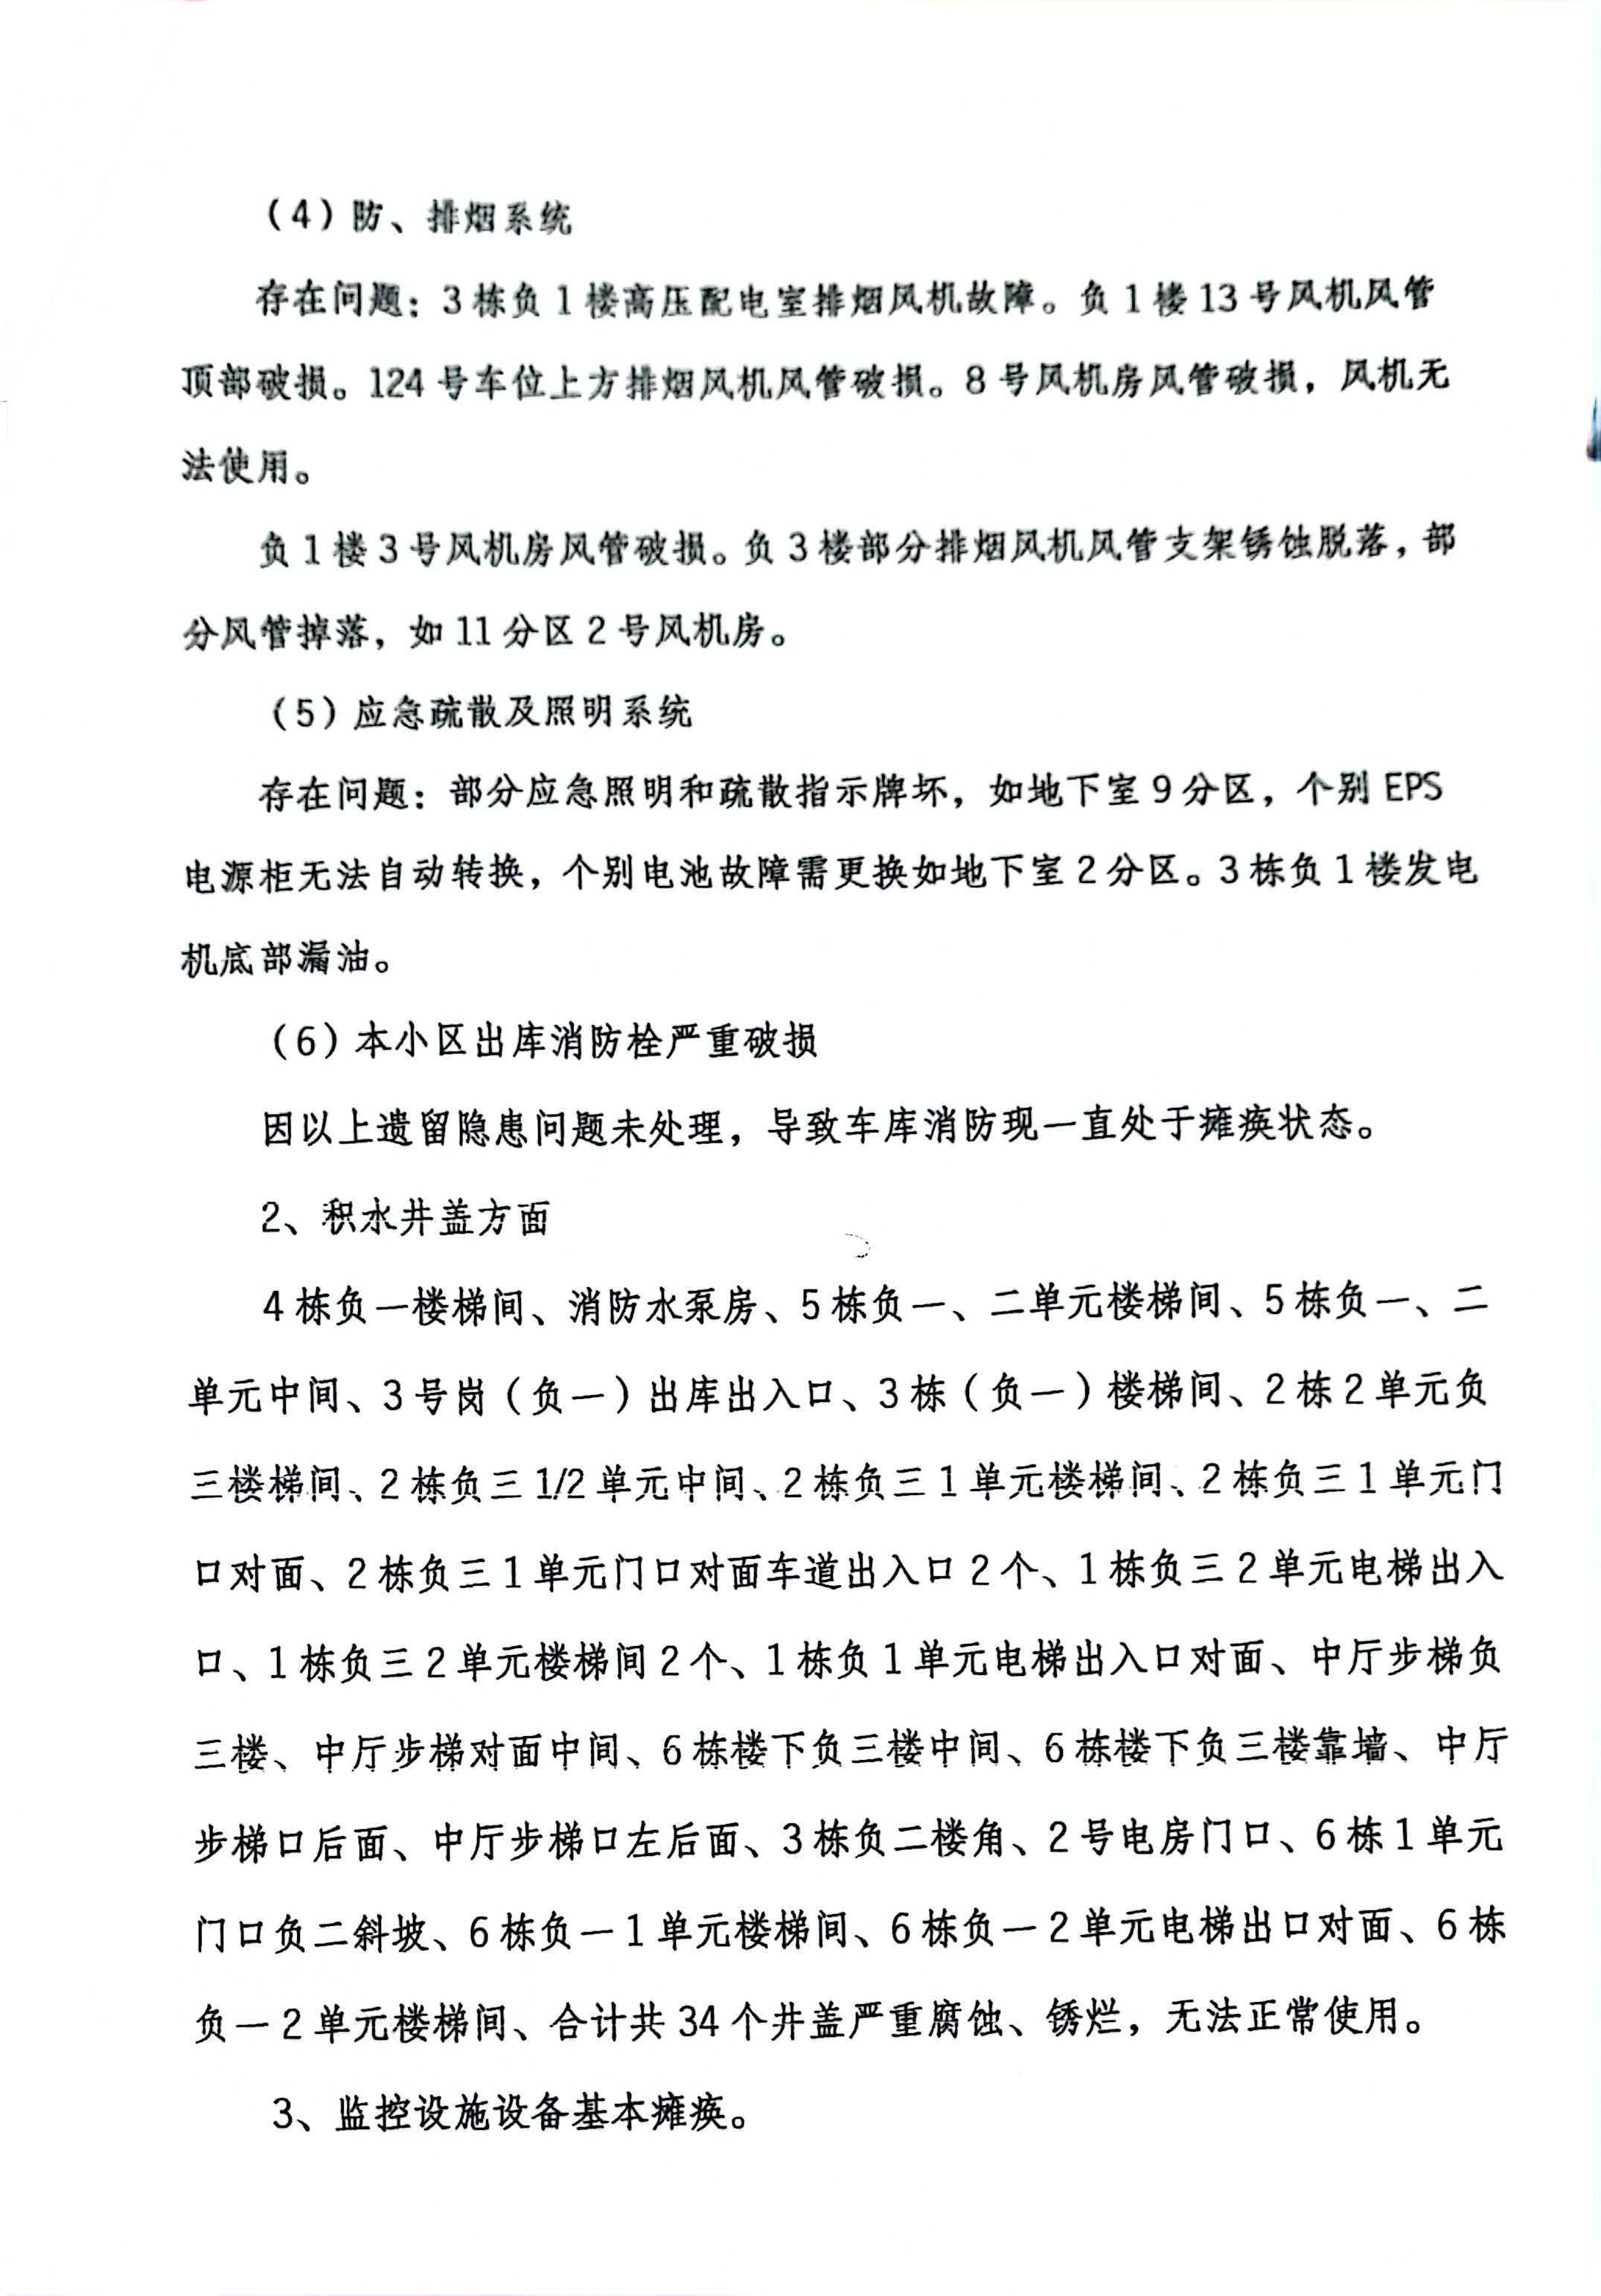 （4）防、排烟系统
存在问题：3栋负1楼高压配电室排烟风机故障。负1楼13号风机风管
顶部破损。124号车位上方排烟风机风管破损。8号风机房风管破损，风机无
法使用。
负1楼3号风机房风管破损。负3楼部分排烟风机风管支架锈蚀脱落，部
分风管掉落，如11分区2号风机房。
（5）应急疏散及照明系统
存在问题：部分应急照明和疏散指示牌坏，如地下室9分区，个别EPS
电源柜无法自动转换，个别电池故障需更换如地下室2分区。3栋负1楼发电
机底部漏油。
（6）本小区出库消防栓严重破损
因以上遗留隐患问题未处理，导致车库消防现一直处于瘫痪状态。
2、积水井盖方面
4栋负一楼梯间、消防水泵房、5栋负一、二单元楼梯间、5栋负一、二
单元中间、3号岗（负一）出库出入口、3栋（负一）楼梯间、2栋2单元负
三楼梯间、2栋负三1/2单元中间、2栋负三1单元楼梯间、2栋负三1单元门
口对面、2栋负三1单元门口对面车道出入口2个、1栋负三2单元电梯出入
口、1栋负三2单元楼梯间2个、1栋负1单元电梯出入口对面、中厅步梯负
三楼、中厅步梯对面中间、6栋楼下负三楼中间、6栋楼下负三楼靠墙、中厅
步梯口后面、中厅步梯口左后面、3栋负二楼角、2号电房门口、6栋1单元
门口负二斜坡、6栋负一1单元楼梯间、6栋负一2单元电梯出口对面、6栋
负一2单元楼梯间、合计共34个井盖严重腐蚀、锈烂，无法正常使用。
3、监控设施设备基本瘫痪。